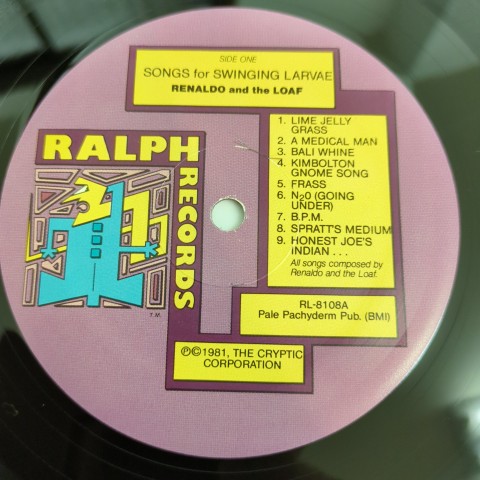 SIDE ONE
SONGS for SWINGING LARVAE
RENALDO and the LOAF
RALPH
RECORDS
T.M.
1. LIME JELLY
GRASS
2. A MEDICAL MAN
3. BALI WHINE
4. KIMBOLTON
GNOME SONG
5. FRASS
6. N2O (GOING
UNDER)
7. B.P.M.
8. SPRATT'S MEDIUM
9. HONEST JOE'S
INDIAN . . .
All songs composed by
Renaldo and the Loaf.
RL-8108A
Pale Pachyderm Pub. (BMI)
℗©1981, THE CRYPTIC
CORPORATION